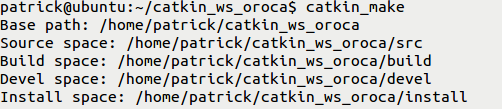 patrick@ubuntu:~/catkin_ws_oroca$ catkin_make
Base path: /home/patrick/catkin_ws_oroca
Source space: /home/patrick/catkin_ws_oroca/src
Build space: /home/patrick/catkin_ws_oroca/build
Devel space: /home/patrick/catkin_ws_oroca/devel
Install space: /home/patrick/catkin_ws_oroca/install